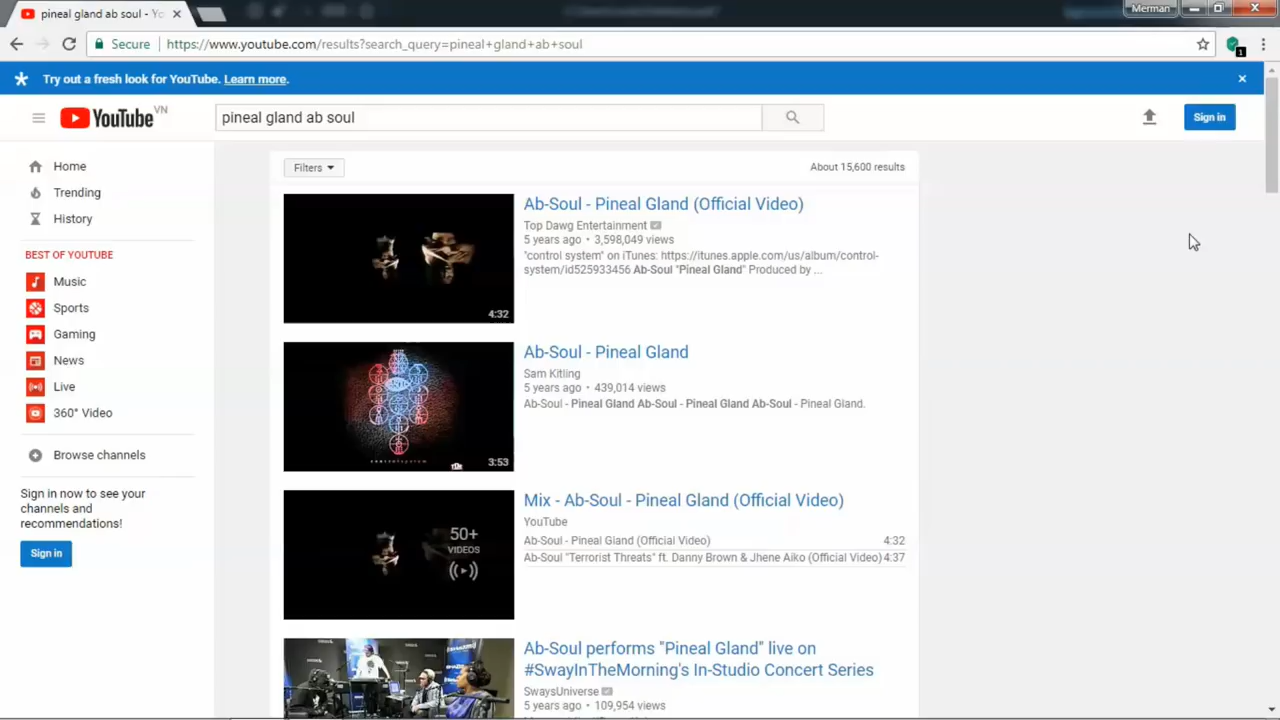 pineal gland ab soul - Yo
Merman
Secure
https://www.youtube.com/results?search_query=pineal+gland+ab+soul
1
Try out a fresh look for YouTube. Learn more.
YouTube VN
pineal gland ab soul
Sign in
Home
Trending
History
BEST OF YOUTUBE
Music
Sports
Gaming
News
Live
360° Video
Browse channels
Sign in now to see your
channels and
recommendations!
Sign in
Filters
About 15,600 results
4:32
Ab-Soul - Pineal Gland (Official Video)
Top Dawg Entertainment
5 years ago • 3,598,049 views
"control system" on iTunes: https://itunes.apple.com/us/album/control-
system/id525933456 Ab-Soul "Pineal Gland" Produced by ...
3:53
Ab-Soul - Pineal Gland
Sam Kitling
5 years ago • 439,014 views
Ab-Soul - Pineal Gland Ab-Soul - Pineal Gland Ab-Soul - Pineal Gland.
50+
VIDEOS
Mix - Ab-Soul - Pineal Gland (Official Video)
YouTube
Ab-Soul - Pineal Gland (Official Video) 4:32
Ab-Soul "Terrorist Threats" ft. Danny Brown & Jhene Aiko (Official Video) 4:37
Ab-Soul performs "Pineal Gland" live on
#SwayInTheMorning's In-Studio Concert Series
SwaysUniverse
5 years ago • 109,954 views